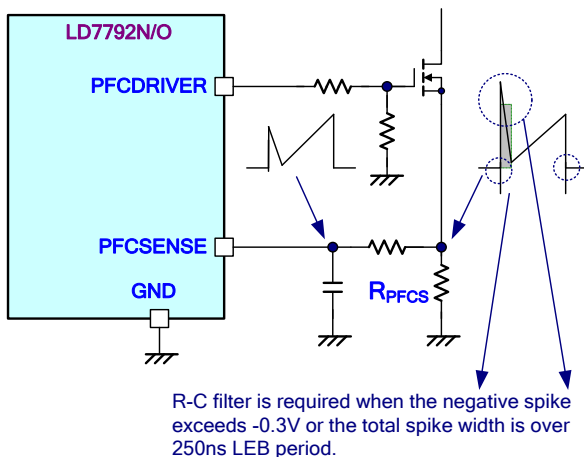 LD7792N/O
PFCDRIVER
PFCSENSE
GND
RPFCS
R-C filter is required when the negative spike
exceeds -0.3V or the total spike width is over
250ns LEB period.